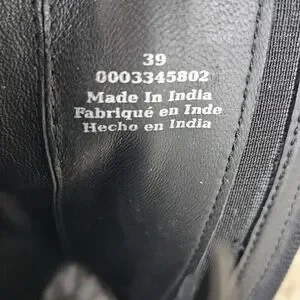 39
0003345802
Made In India
Fabriqué en Inde
Hecho en India